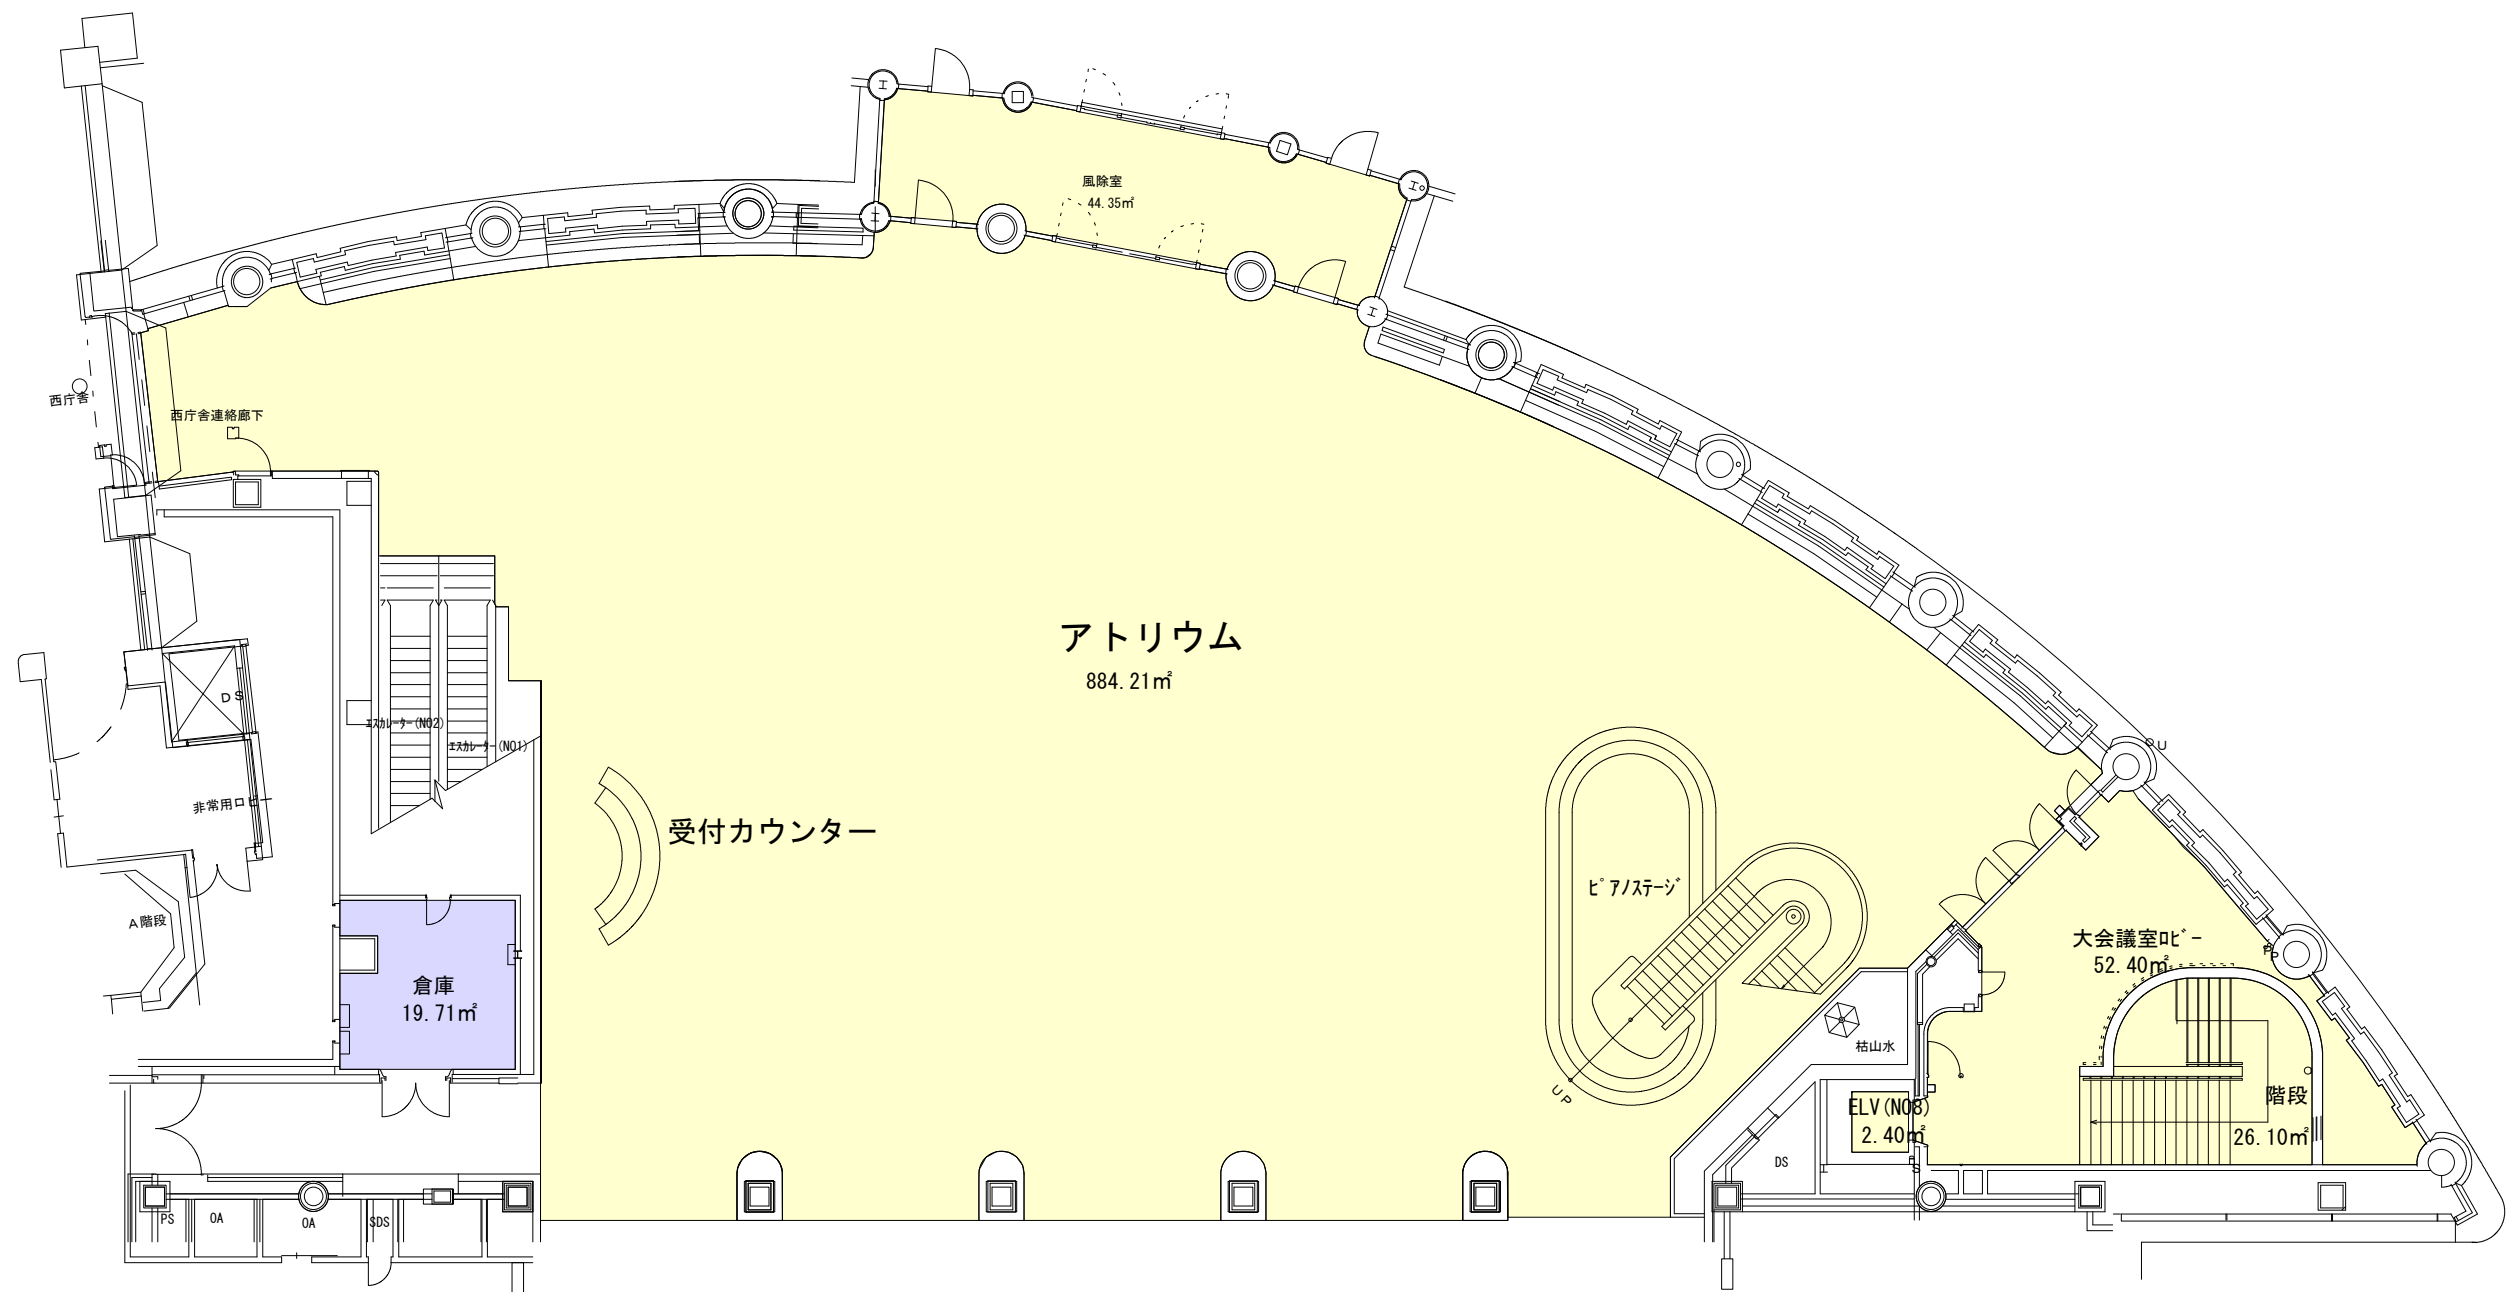 風除室
44.35㎡
西庁舎
西庁舎連絡廊下
アトリウム
884.21㎡
DS
ｴｽｶﾚｰﾀｰ(NO2)
ｴｽｶﾚｰﾀｰ(NO1)
U
非常用ロビー
受付カウンター
ﾋﾟｱﾉｽﾃｰｼﾞ
A階段
大会議室ﾛﾋﾞｰ
52.40㎡
P
P
倉庫
19.71㎡
枯山水
UP
ELV(NO8)
2.40㎡
階段
26.10㎡
DS
S
PS
OA
OA
SDS